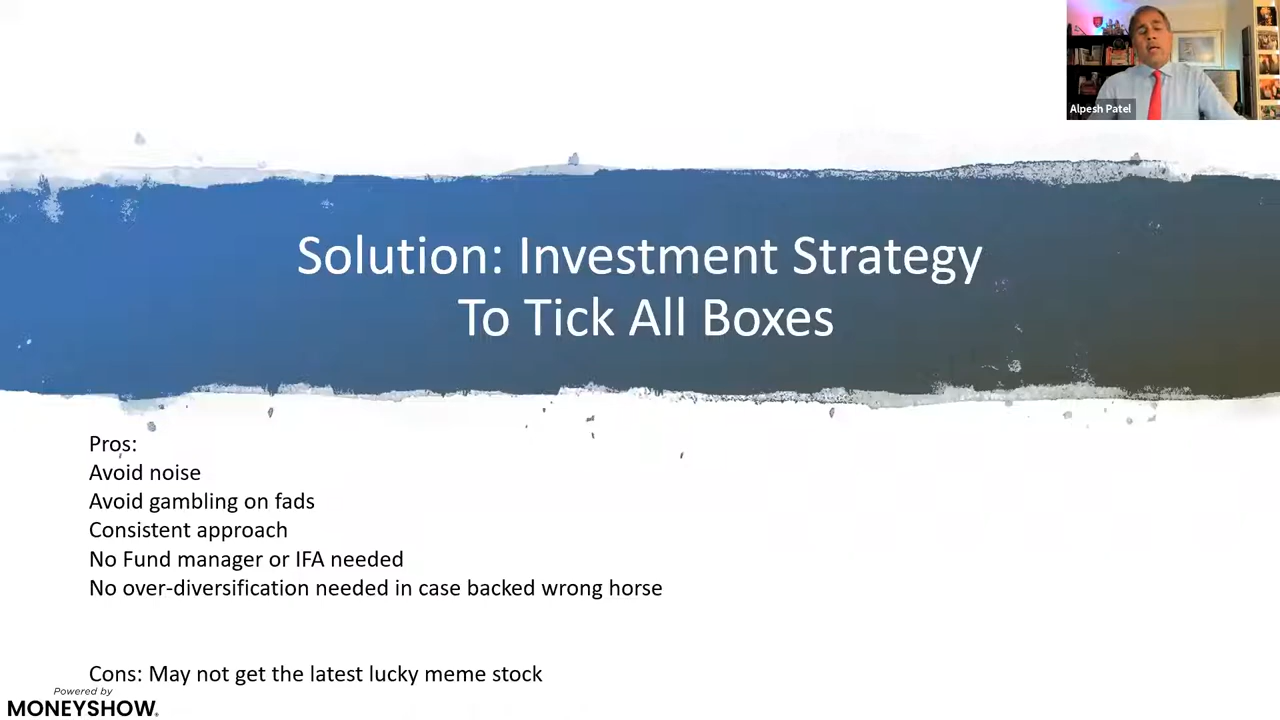 Alpesh Patel
Solution: Investment Strategy
To Tick All Boxes
Pros:
Avoid noise
Avoid gambling on fads
Consistent approach
No Fund manager or IFA needed
No over-diversification needed in case backed wrong horse
Cons: May not get the latest lucky meme stock
Powered by
MONEYSHOW